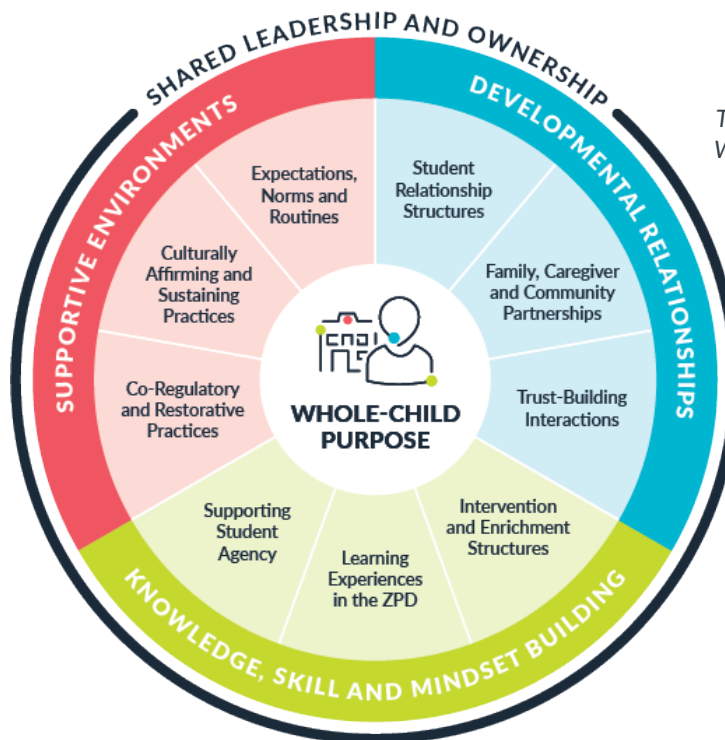 SHARED LEADERSHIP AND OWNERSHIP
SUPPORTIVE ENVIRONMENTS
DEVELOPMENTAL RELATIONSHIPS
KNOWLEDGE, SKILL AND MINDSET BUILDING
Expectations,
Norms and
Routines
Student
Relationship
Structures
Culturally
Affirming and
Sustaining
Practices
Family, Caregiver
and Community
Partnerships
Co-Regulatory
and Restorative
Practices
WHOLE-CHILD
PURPOSE
Trust-Building
Interactions
Supporting
Student
Agency
Learning
Experiences
in the ZPD
Intervention
and Enrichment
Structures